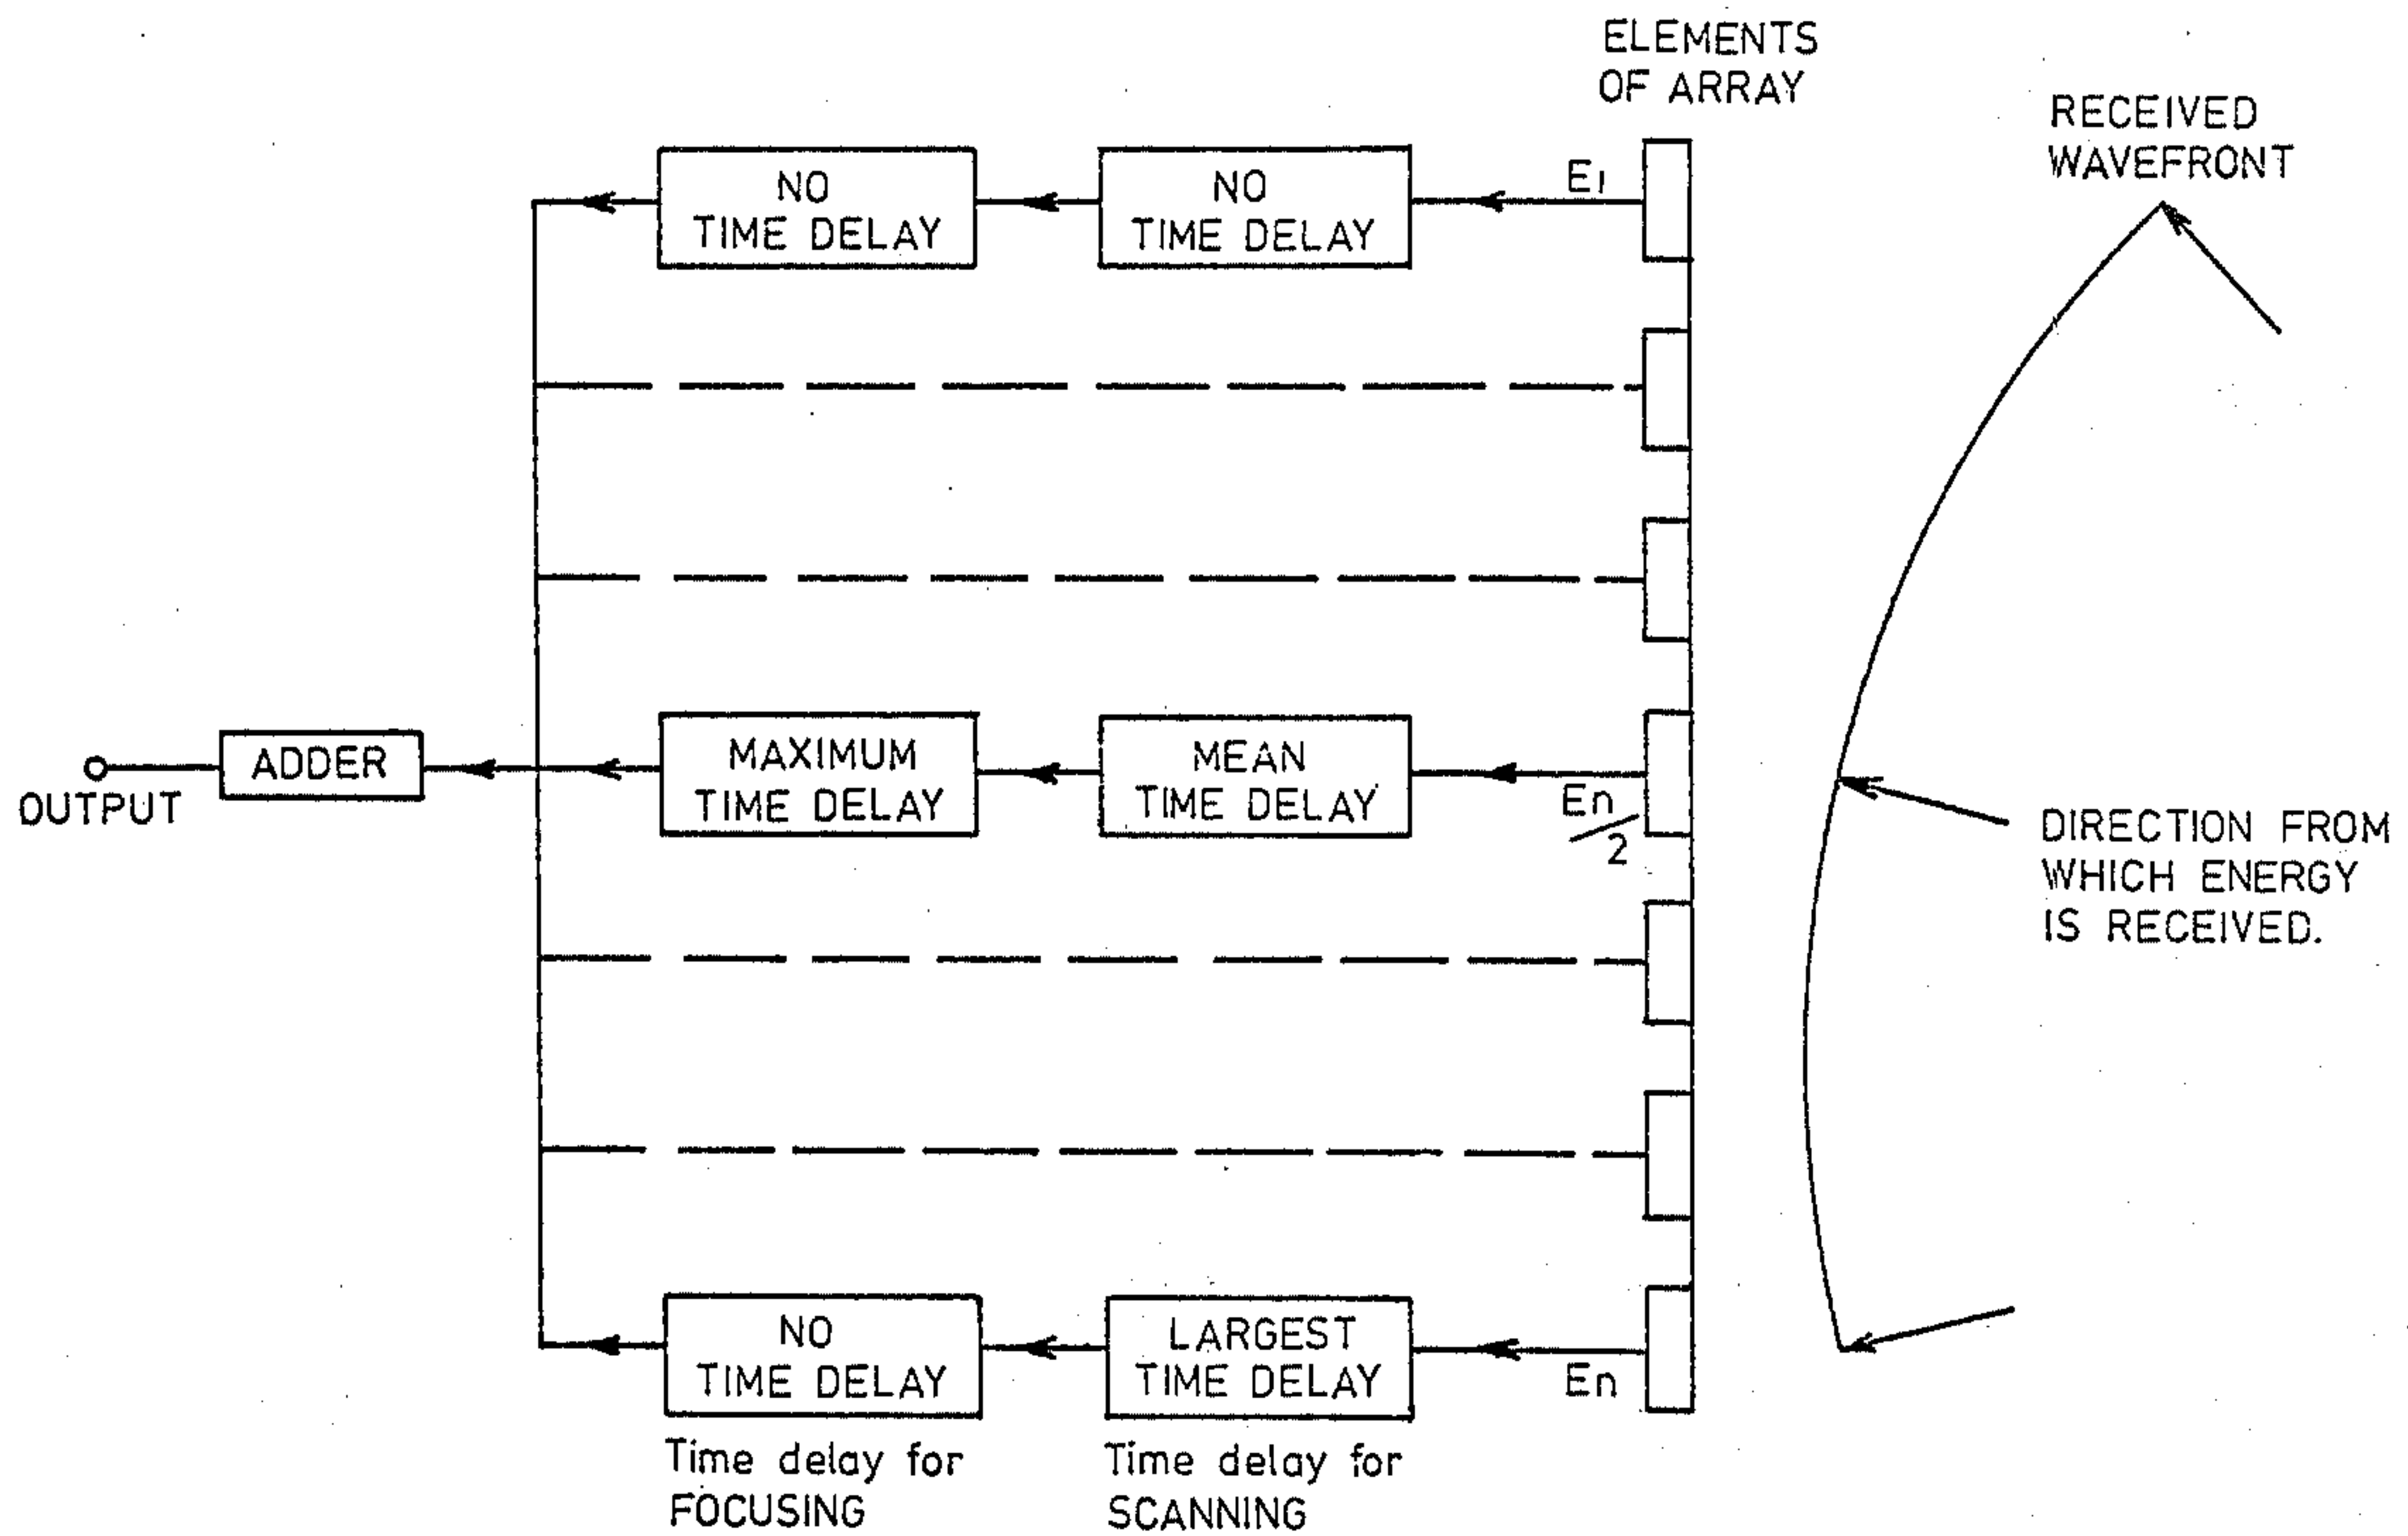 ELEMENTS
OF ARRAY
RECEIVED
WAVEFRONT
NO
TIME DELAY
NO
TIME DELAY
E1
MAXIMUM
TIME DELAY
MEAN
TIME DELAY
En/2
ADDER
OUTPUT
DIRECTION FROM
WHICH ENERGY
IS RECEIVED.
NO
TIME DELAY
LARGEST
TIME DELAY
En
Time delay for
FOCUSING
Time delay for
SCANNING